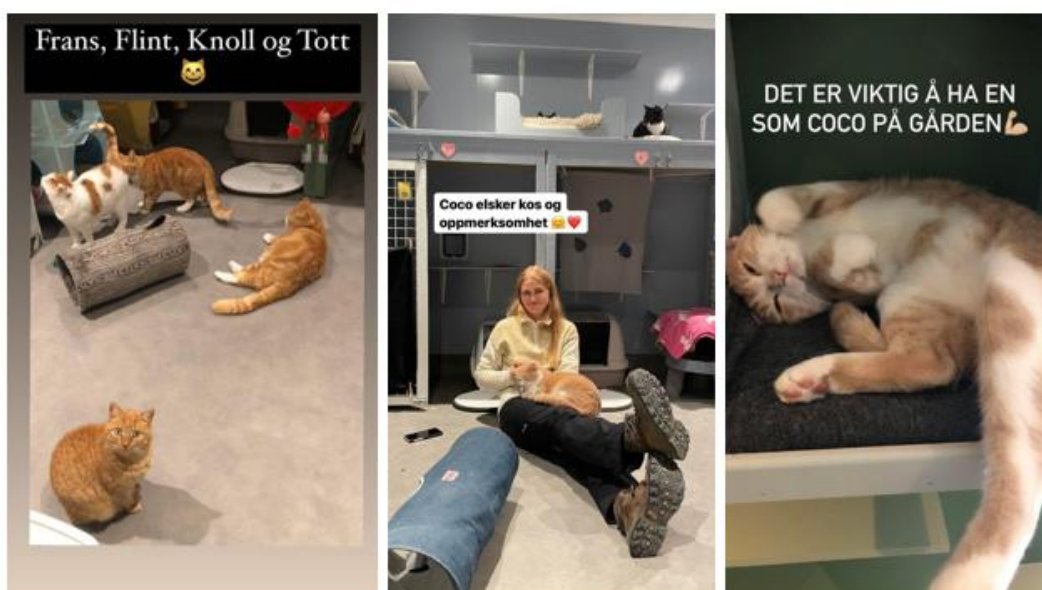 Frans, Flint, Knoll og Tott
😺
Coco elsker kos og
oppmerksomhet 🤗❤️
DET ER VIKTIG Å HA EN
SOM COCO PÅ GÅRDEN💪🏼